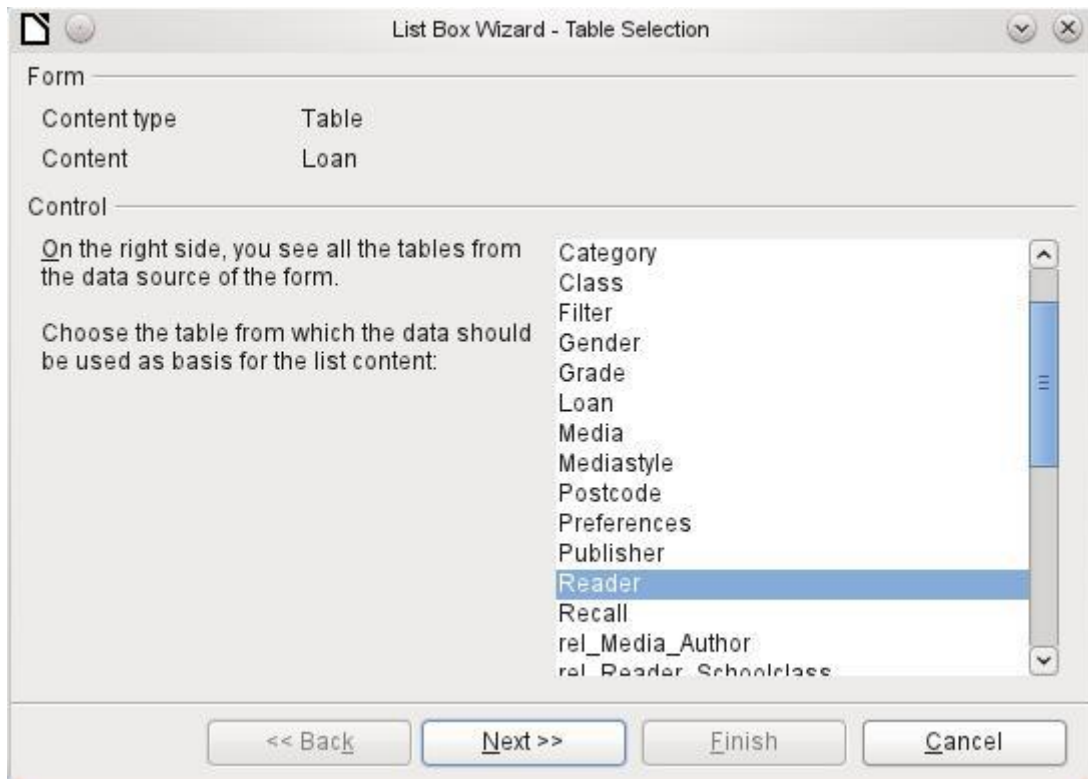 List Box Wizard - Table Selection
Form
Content type Table
Content Loan
Control
On the right side, you see all the tables from
the data source of the form.
Choose the table from which the data should
be used as basis for the list content:
Category
Class
Filter
Gender
Grade
Loan
Media
Mediastyle
Postcode
Preferences
Publisher
Reader
Recall
rel_Media_Author
rel_Reader_Schoolclass
<< Back Next >> Finish Cancel